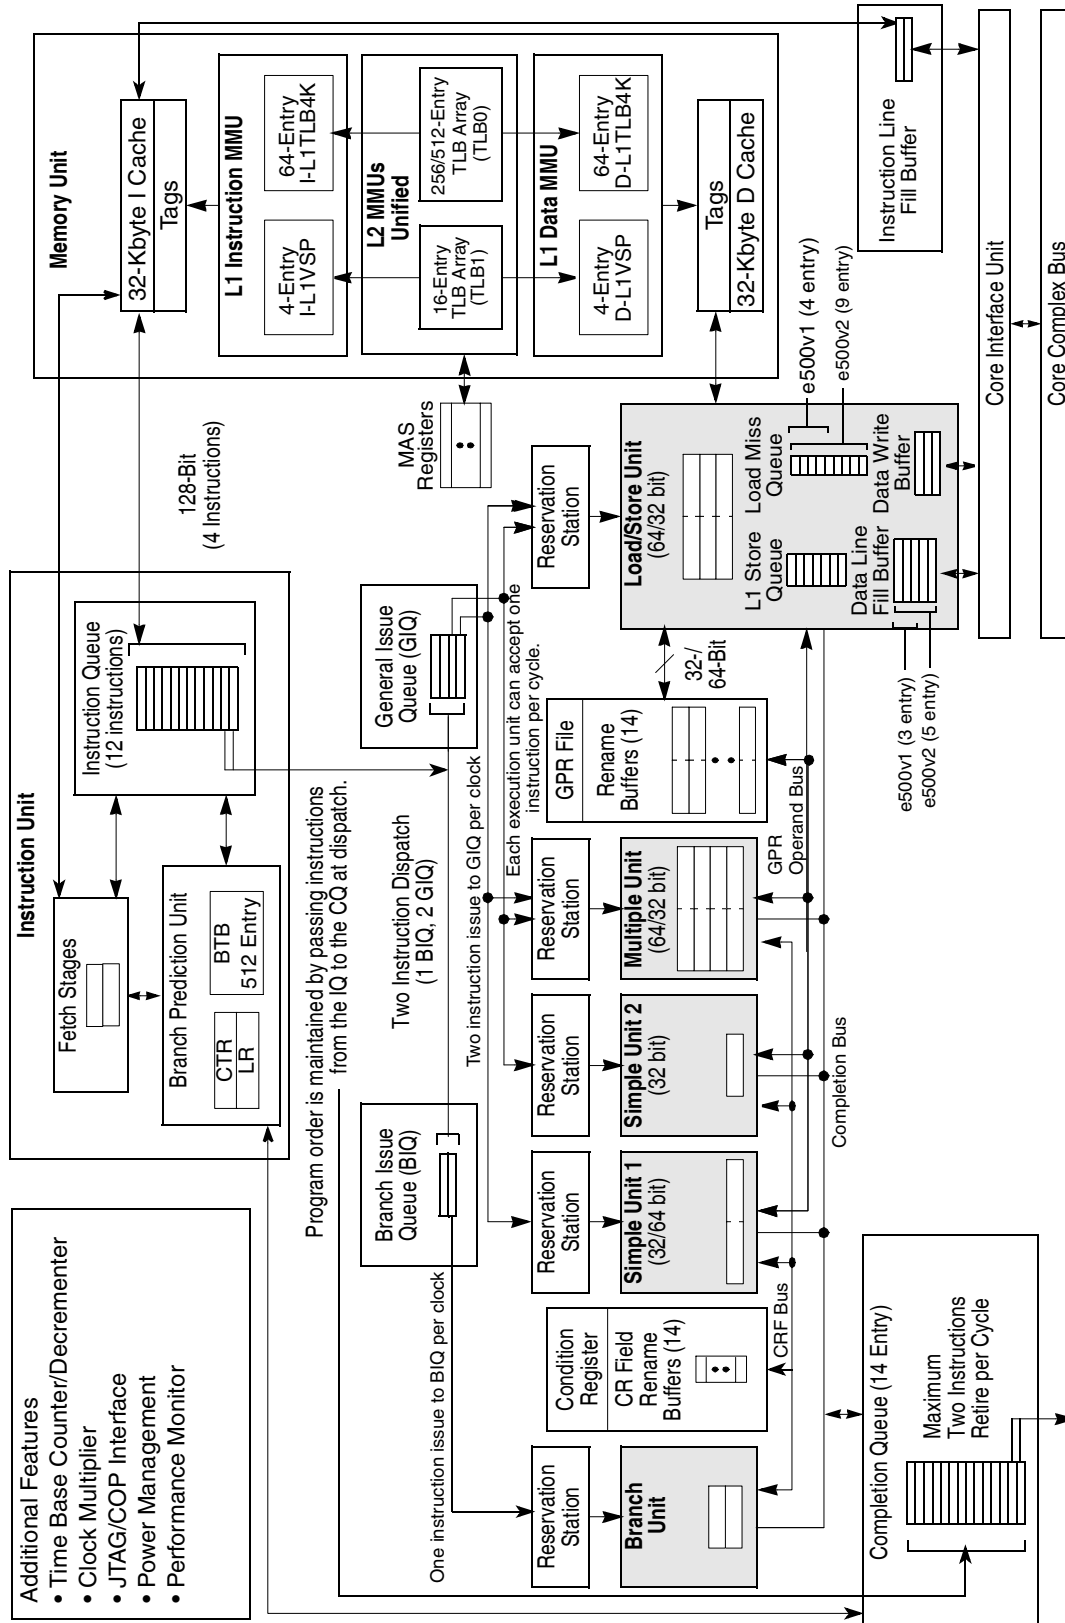 Additional Features
• Time Base Counter/Decrementer
• Clock Multiplier
• JTAG/COP Interface
• Power Management
• Performance Monitor
Instruction Unit
Fetch Stages
Branch Prediction Unit
CTR
LR
BTB
512 Entry
Instruction Queue
(12 instructions)
Program order is maintained by passing instructions
from the IQ to the CQ at dispatch.
128-Bit
(4 Instructions)
Memory Unit
32-Kbyte I Cache
Tags
L1 Instruction MMU
4-Entry
I-L1VSP
64-Entry
I-L1TLB4K
L2 MMUs
Unified
16-Entry
TLB Array
(TLB1)
256/512-Entry
TLB Array
(TLB0)
L1 Data MMU
4-Entry
D-L1VSP
64-Entry
D-L1TLB4K
Tags
32-Kbyte D Cache
MAS
Registers
Branch Issue
Queue (BIQ)
Two Instruction Dispatch
(1 BIQ, 2 GIQ)
General Issue
Queue (GIQ)
One instruction issue to BIQ per clock
Two instruction issue to GIQ per clock
Each execution unit can accept one
instruction per cycle.
Reservation
Station
Reservation
Station
Reservation
Station
Reservation
Station
Reservation
Station
Branch
Unit
Condition
Register
CR Field
Rename
Buffers (14)
Simple Unit 1
(32/64 bit)
Simple Unit 2
(32 bit)
Multiple Unit
(64/32 bit)
GPR File
Rename
Buffers (14)
32-/
64-Bit
Load/Store Unit
(64/32 bit)
L1 Store
Queue
Load Miss
Queue
Data Line
Fill Buffer
Data Write
Buffer
e500v1 (4 entry)
e500v2 (9 entry)
e500v1 (3 entry)
e500v2 (5 entry)
CRF Bus
GPR
Operand Bus
Completion Bus
Completion Queue (14 Entry)
Maximum
Two Instructions
Retire per Cycle
Instruction Line
Fill Buffer
Core Interface Unit
Core Complex Bus